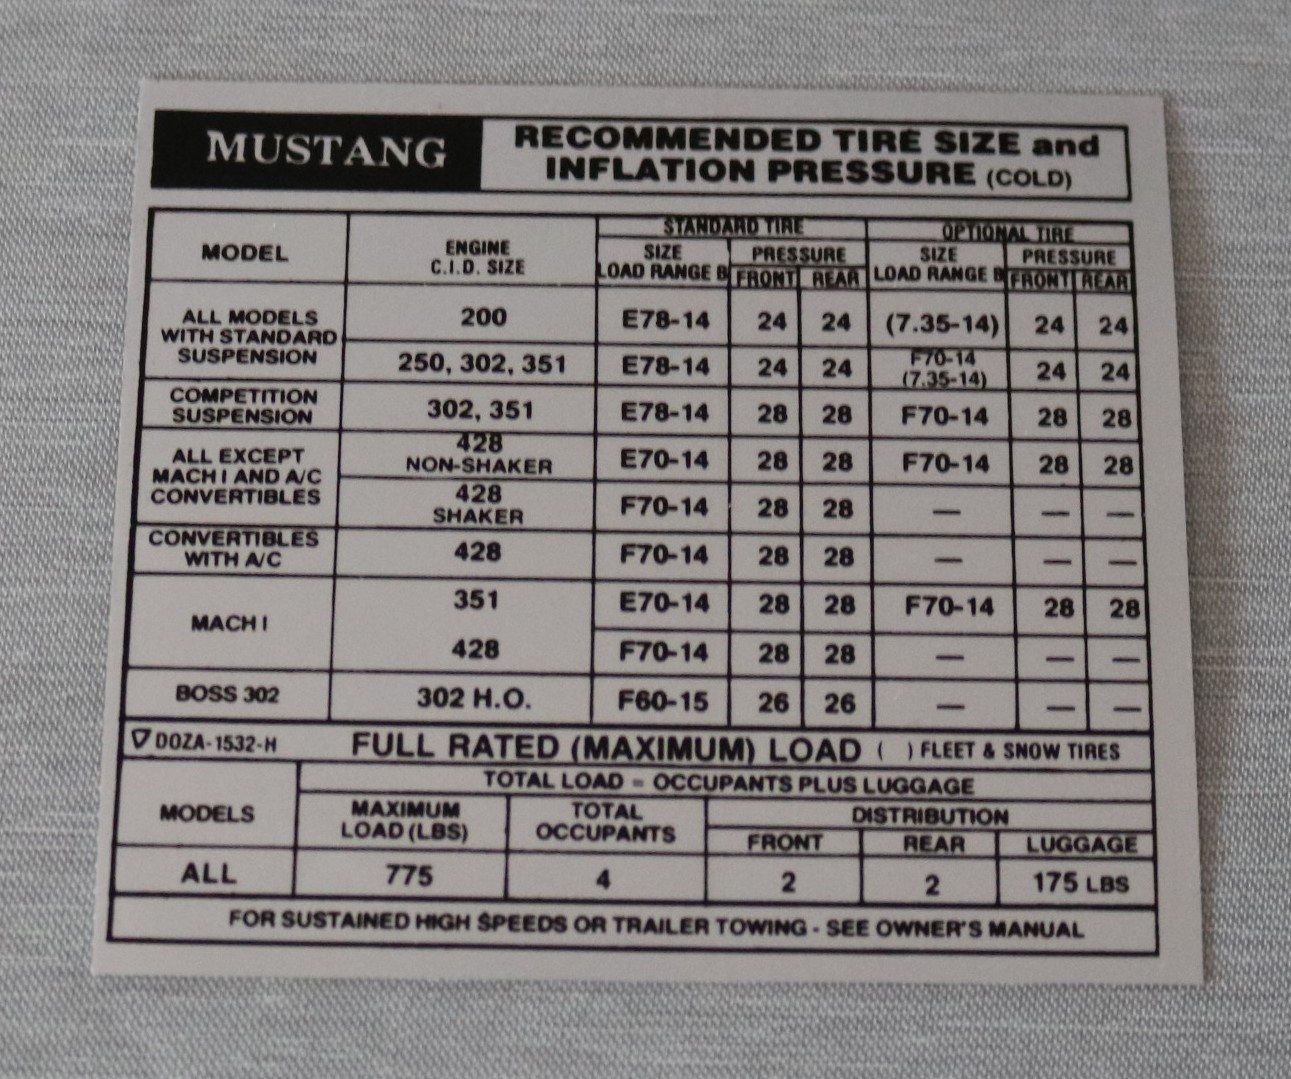 MUSTANG
RECOMMENDED TIRE SIZE and
INFLATION PRESSURE (COLD)
MODEL
ENGINE
C.I.D. SIZE
STANDARD TIRE
OPTIONAL TIRE
SIZE
LOAD RANGE B
PRESSURE
FRONT REAR
SIZE
LOAD RANGE B
PRESSURE
FRONT REAR
ALL MODELS
WITH STANDARD
SUSPENSION
200 E78-14 24 24 (7.35-14) 24 24
250, 302, 351 E78-14 24 24 F70-14
(7.35-14) 24 24
COMPETITION
SUSPENSION
302, 351 E78-14 28 28 F70-14 28 28
ALL EXCEPT
MACH I AND A/C
CONVERTIBLES
428
NON-SHAKER E70-14 28 28 F70-14 28 28
428
SHAKER F70-14 28 28 — — —
CONVERTIBLES
WITH A/C
428 F70-14 28 28 — — —
MACH I
351 E70-14 28 28 F70-14 28 28
428 F70-14 28 28 — — —
BOSS 302 302 H.O. F60-15 26 26 — — —
DOZA-1532-H FULL RATED (MAXIMUM) LOAD ( ) FLEET & SNOW TIRES
MODELS
TOTAL LOAD = OCCUPANTS PLUS LUGGAGE
MAXIMUM
LOAD (LBS)
TOTAL
OCCUPANTS
DISTRIBUTION
FRONT REAR LUGGAGE
ALL 775 4 2 2 175 LBS
FOR SUSTAINED HIGH SPEEDS OR TRAILER TOWING - SEE OWNER'S MANUAL